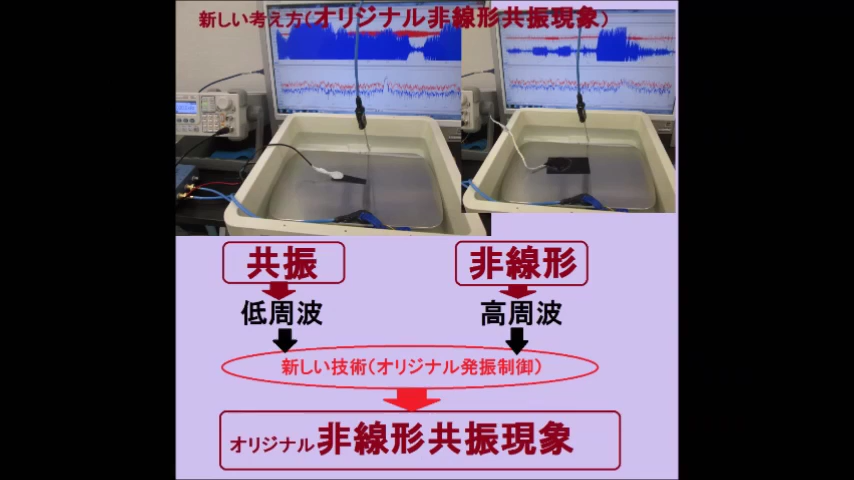 新しい考え方(オリジナル非線形共振現象)
共振
非線形
低周波
高周波
新しい技術(オリジナル発振制御)
オリジナル非線形共振現象